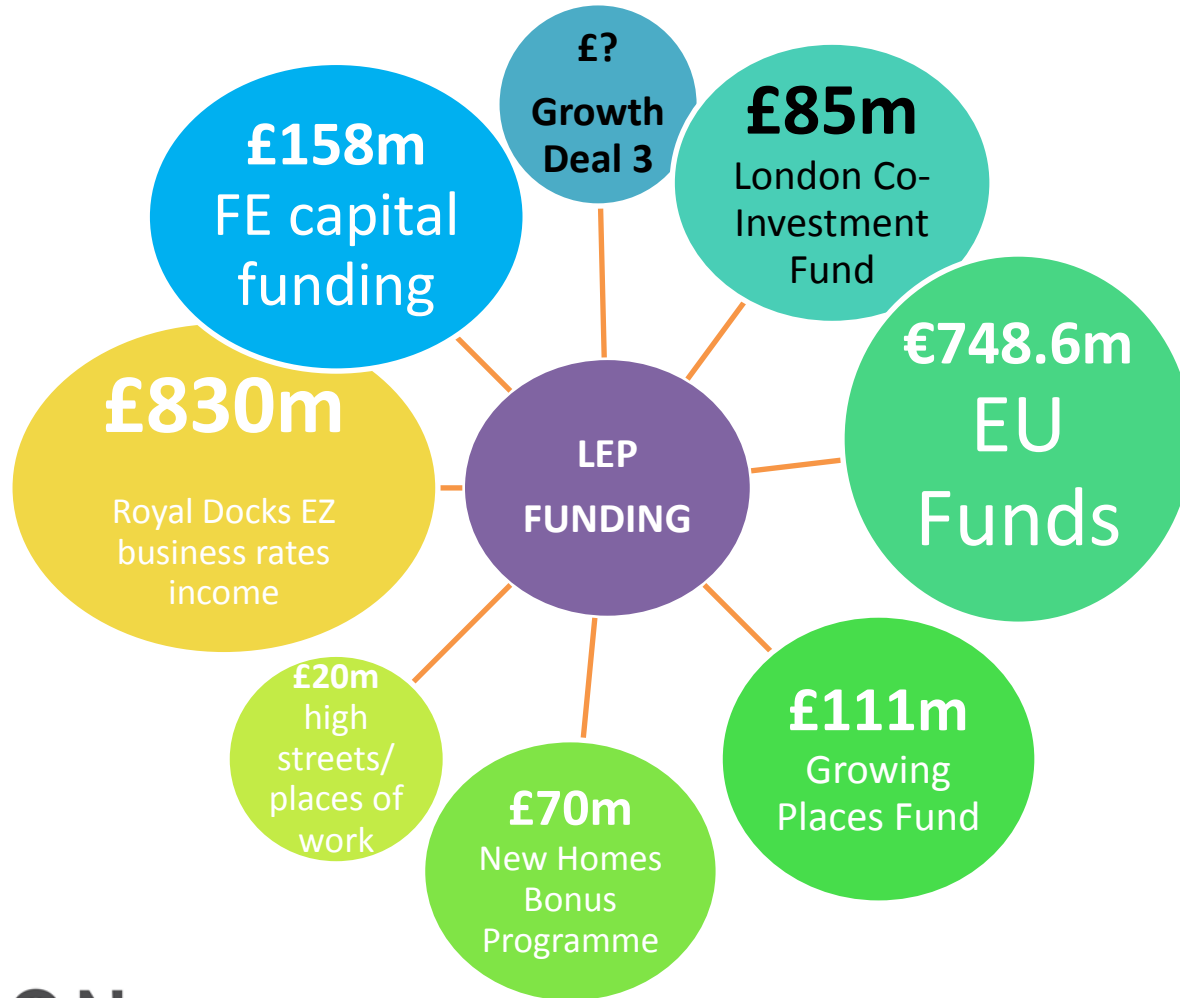 £?
Growth
Deal 3
£85m
London Co-
Investment
Fund
€748.6m
EU
Funds
£111m
Growing
Places Fund
£70m
New Homes
Bonus
Programme
£20m
high
streets/
places of
work
£830m
Royal Docks EZ
business rates
income
£158m
FE capital
funding
LEP
FUNDING